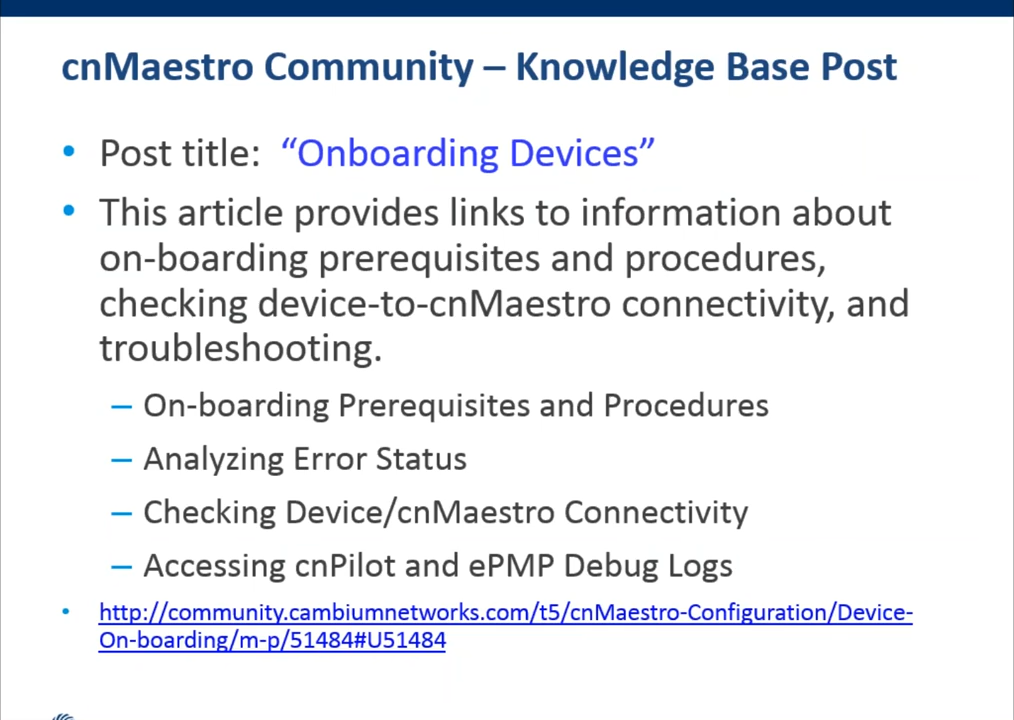 cnMaestro Community – Knowledge Base Post
• Post title: “Onboarding Devices”
• This article provides links to information about
on-boarding prerequisites and procedures,
checking device-to-cnMaestro connectivity, and
troubleshooting.
– On-boarding Prerequisites and Procedures
– Analyzing Error Status
– Checking Device/cnMaestro Connectivity
– Accessing cnPilot and ePMP Debug Logs
• http://community.cambiumnetworks.com/t5/cnMaestro-Configuration/Device-
On-boarding/m-p/51484#U51484